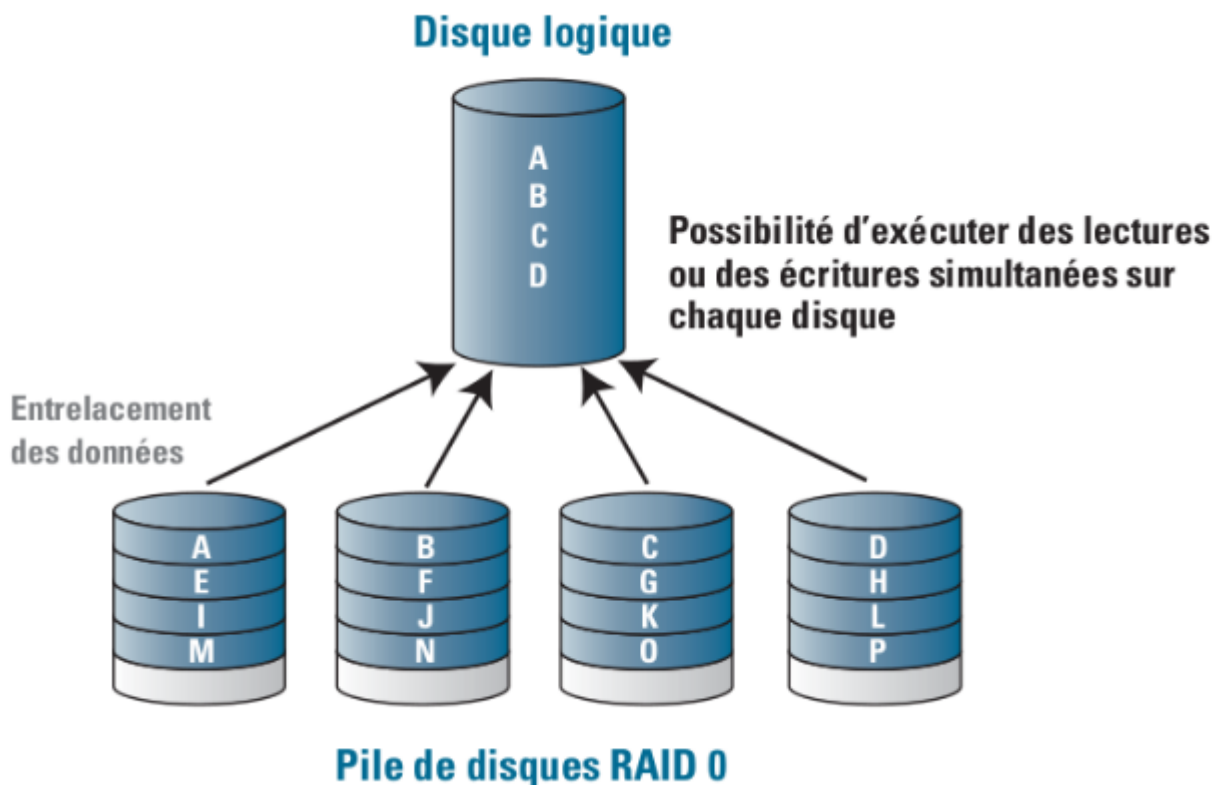 Disque logique
A
B
C
D
Possibilité d'exécuter des lectures
ou des écritures simultanées sur
chaque disque
Entrelacement
des données
A
E
I
M
B
F
J
N
C
G
K
O
D
H
L
P
Pile de disques RAID 0